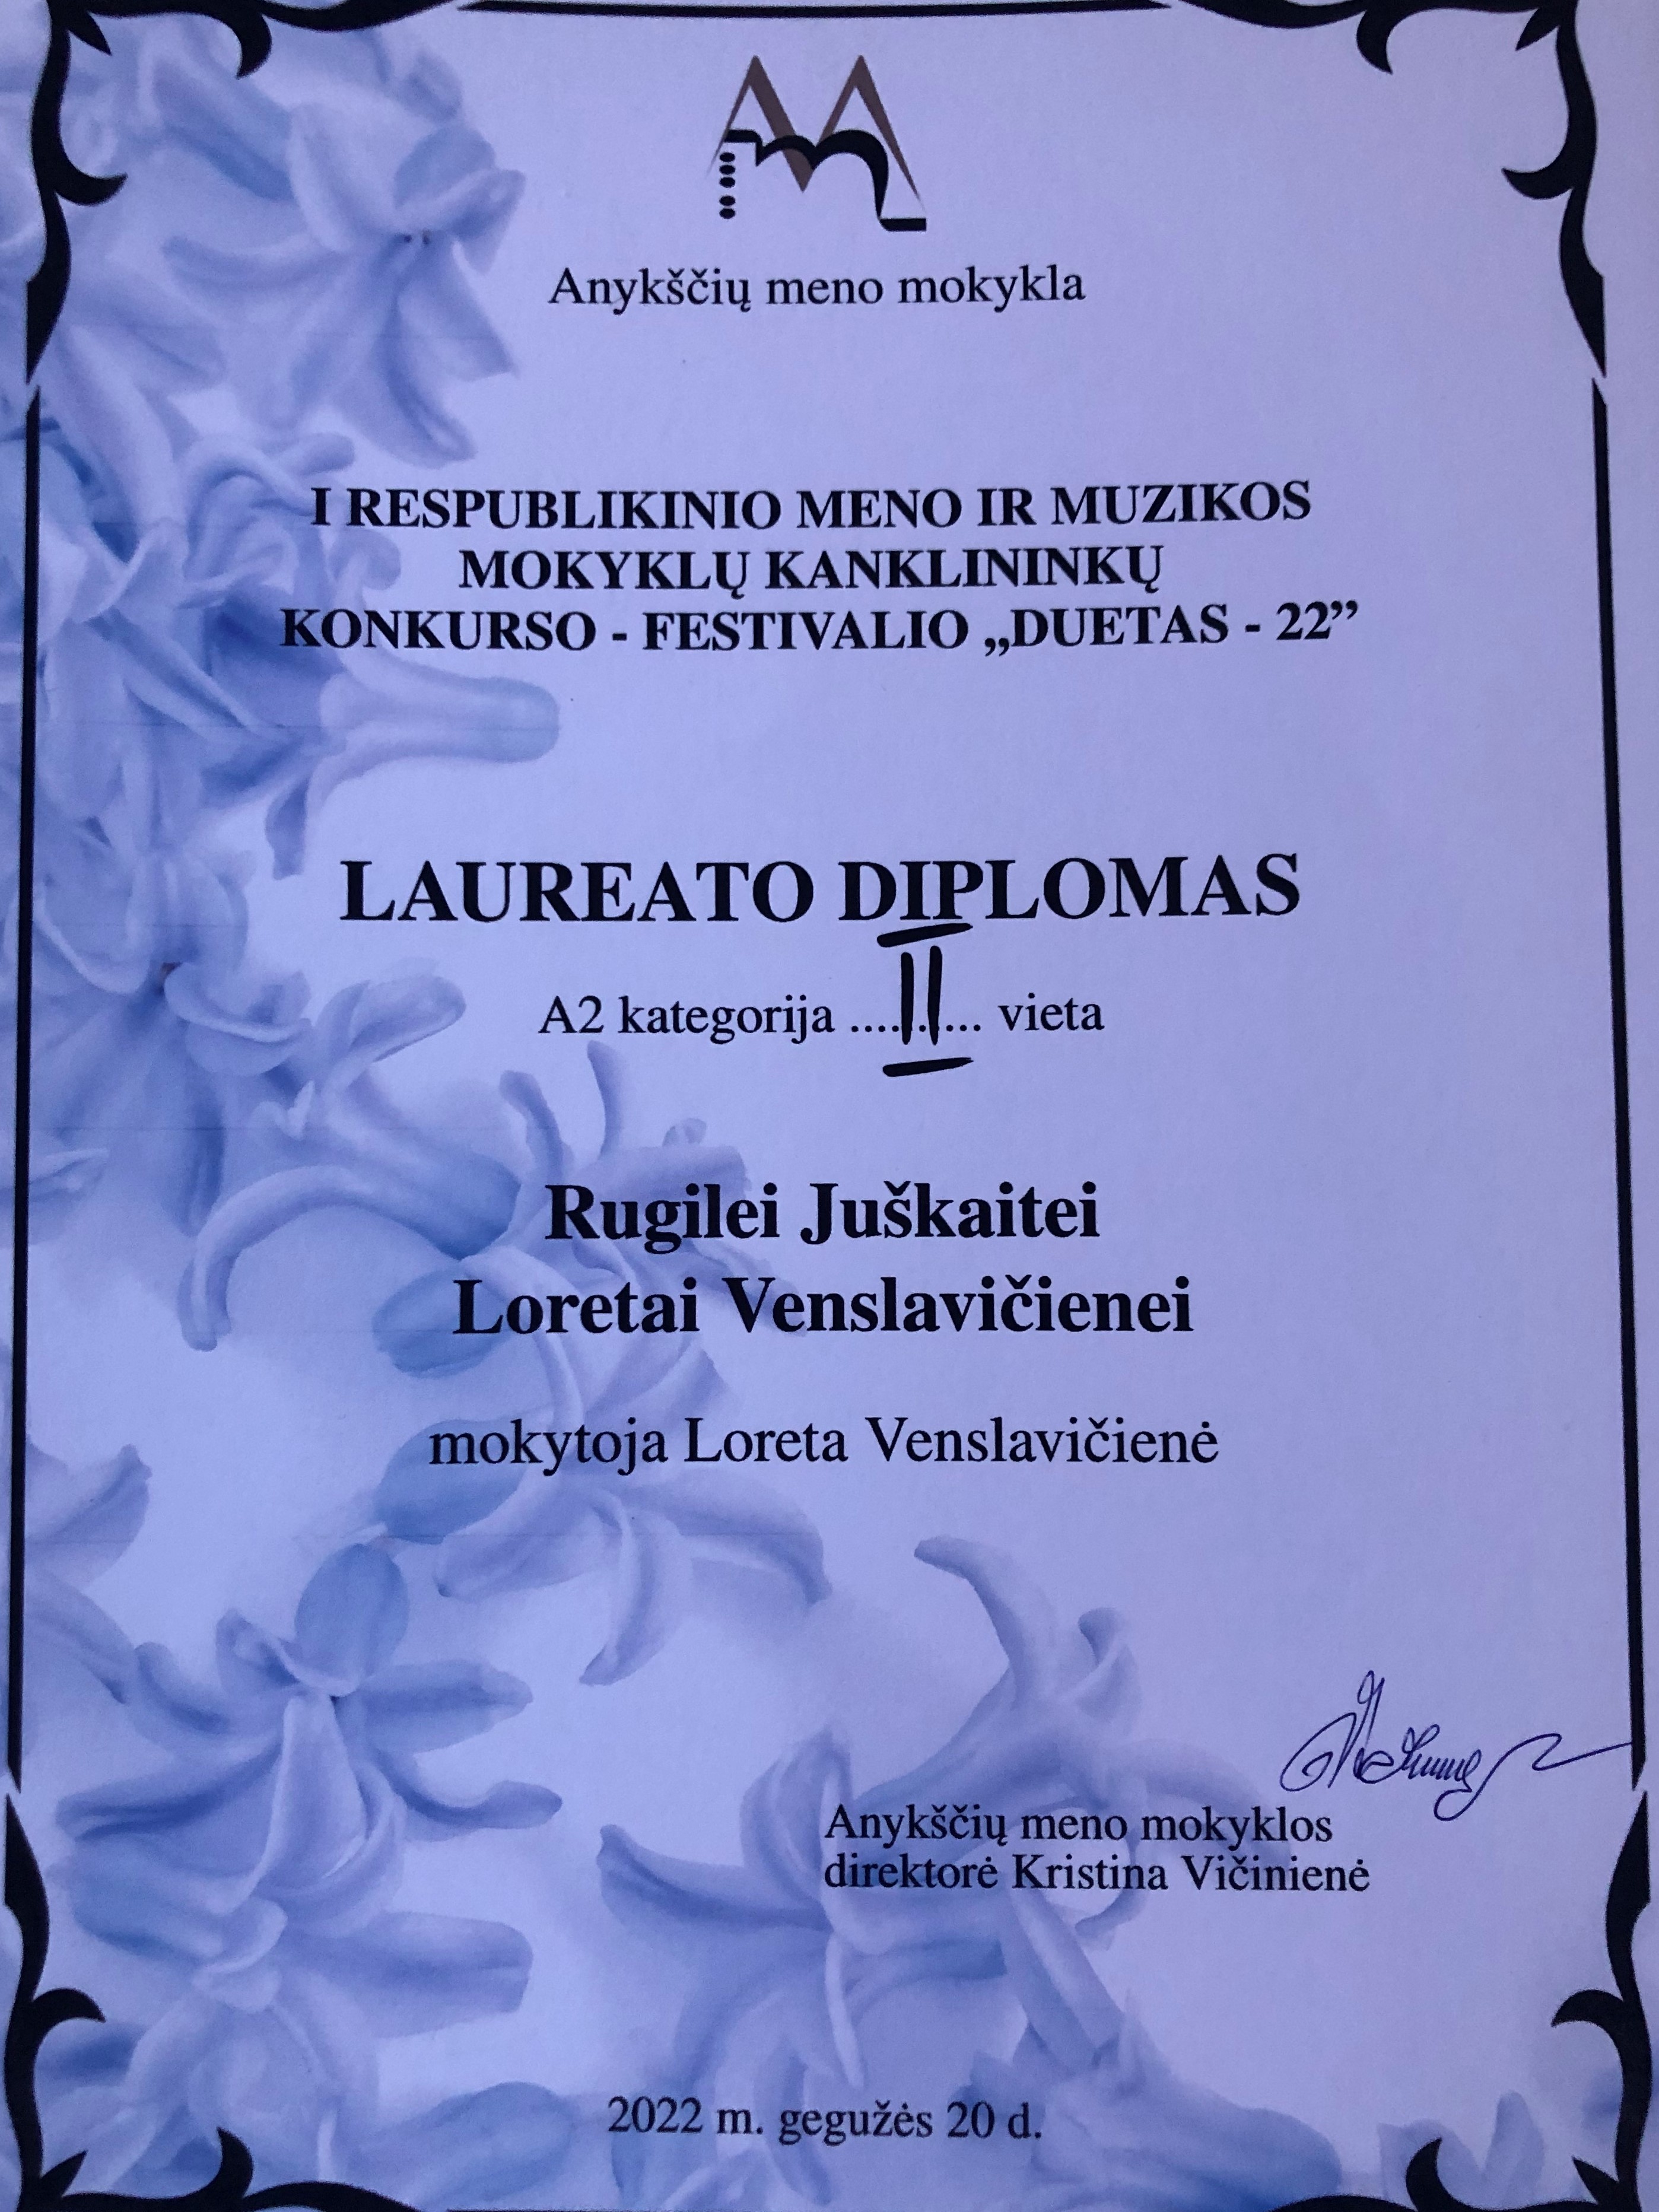 Anykščių meno mokykla
I RESPUBLIKINIO MENO IR MUZIKOS
MOKYKLŲ KANKLININKŲ
KONKURSO - FESTIVALIO „DUETAS - 22”
LAUREATO DIPLOMAS
A2 kategorija ....II... vieta
Rugilei Juškaitei
Loretai Venslavičienei
mokytoja Loreta Venslavičienė
Anykščių meno mokyklos
direktorė Kristina Vičinienė
2022 m. gegužės 20 d.